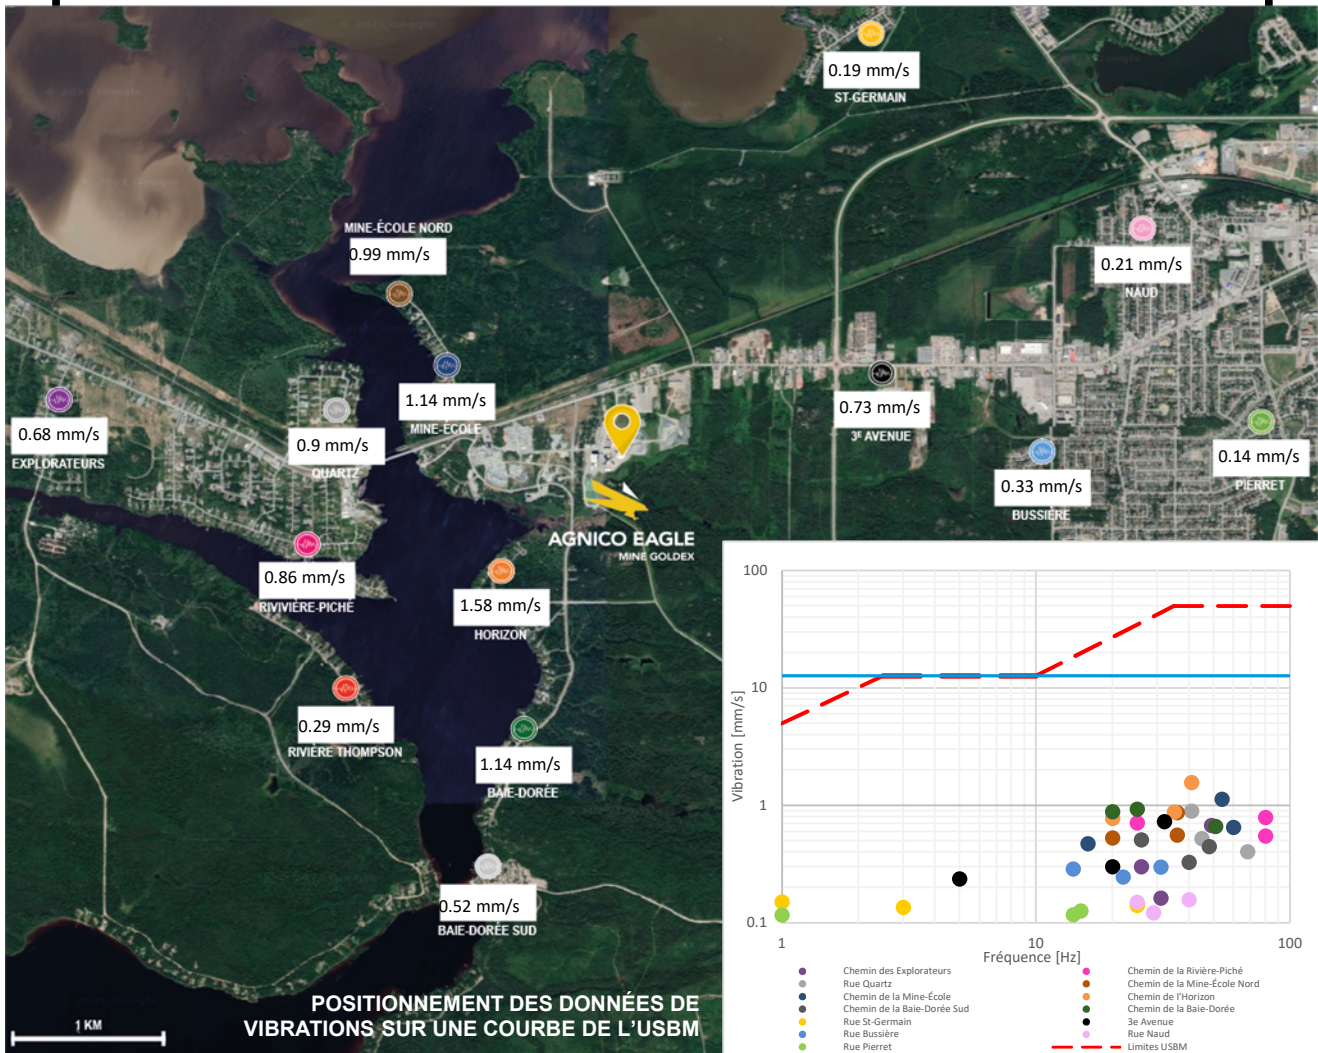 0.19 mm/s
ST-GERMAIN
MINE-ÉCOLE NORD
0.99 mm/s
0.21 mm/s
NAUD
1.14 mm/s
MINE-ÉCOLE
0.68 mm/s
EXPLORATEURS
0.9 mm/s
QUARTZ
0.73 mm/s
3E AVENUE
0.14 mm/s
PIERRET
0.33 mm/s
BUSSIÈRE
AGNICO EAGLE
MINE GOLDEX
0.86 mm/s
RIVIVIÈRE-PICHÉ
1.58 mm/s
HORIZON
0.29 mm/s
RIVIÈRE THOMPSON
1.14 mm/s
BAIE-DORÉE
0.52 mm/s
BAIE-DORÉE SUD
POSITIONNEMENT DES DONNÉES DE
VIBRATIONS SUR UNE COURBE DE L'USBM
1 KM
100
10
1
0.1
Vibration [mm/s]
1
10
100
Fréquence [Hz]
Chemin des Explorateurs
Chemin de la Rivière-Piché
Rue Quartz
Chemin de la Mine-École Nord
Chemin de la Mine-École
Chemin de l'Horizon
Chemin de la Baie-Dorée Sud
Chemin de la Baie-Dorée
Rue St-Germain
3e Avenue
Rue Bussière
Rue Naud
Rue Pierret
Limites USBM